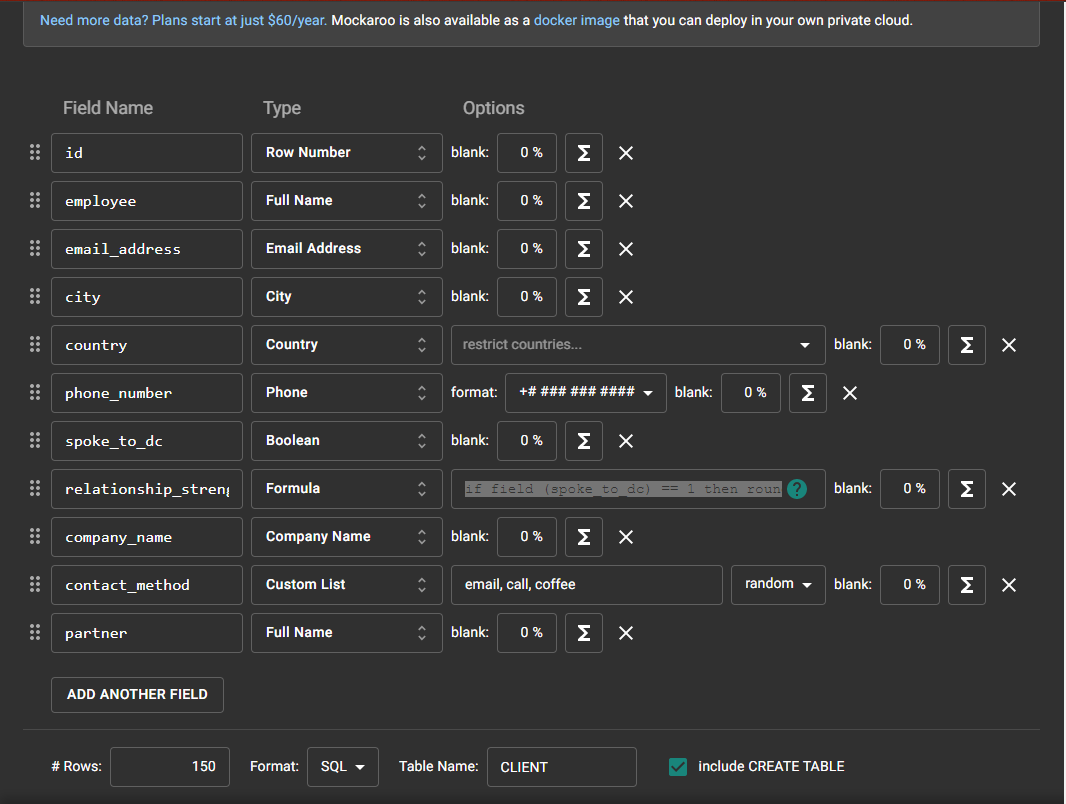 Need more data? Plans start at just $60/year. Mockaroo is also available as a docker image that you can deploy in your own private cloud.
Field Name Type Options
id Row Number blank: 0 % Σ
employee Full Name blank: 0 % Σ
email_address Email Address blank: 0 % Σ
city City blank: 0 % Σ
country Country restrict countries... blank: 0 % Σ
phone_number Phone format: +# ### ### #### blank: 0 % Σ
spoke_to_dc Boolean blank: 0 % Σ
relationship_streng Formula if field (spoke_to_dc) == 1 then roun ? blank: 0 % Σ
company_name Company Name blank: 0 % Σ
contact_method Custom List email, call, coffee random blank: 0 % Σ
partner Full Name blank: 0 % Σ
ADD ANOTHER FIELD
# Rows: 150 Format: SQL Table Name: CLIENT include CREATE TABLE